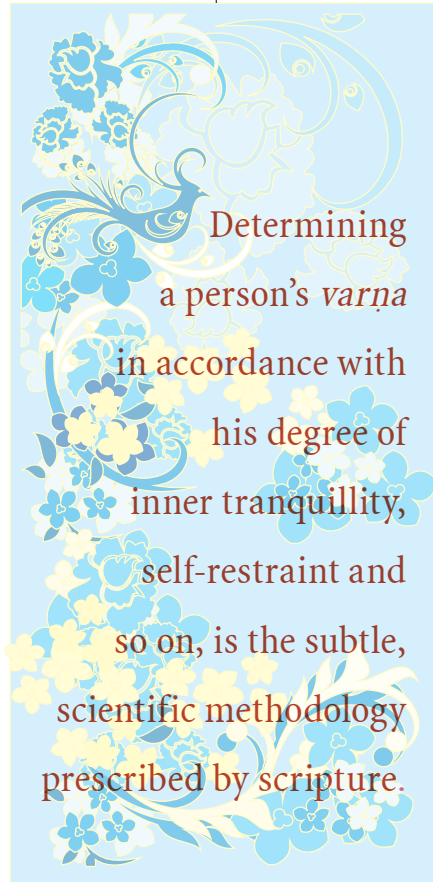 Determining
a person’s varṇa
in accordance with
his degree of
inner tranquillity,
self-restraint and
so on, is the subtle,
scientific methodology
prescribed by scripture.